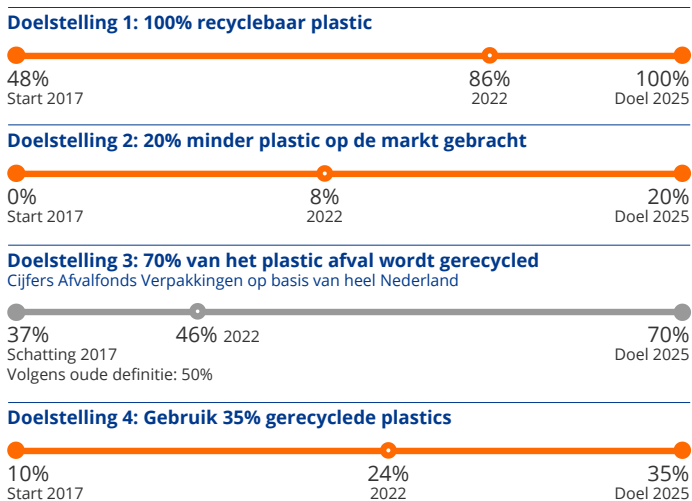 Doelstelling 1: 100% recyclebaar plastic
48% 86% 100%
Start 2017 2022 Doel 2025
Doelstelling 2: 20% minder plastic op de markt gebracht
0% 8% 20%
Start 2017 2022 Doel 2025
Doelstelling 3: 70% van het plastic afval wordt gerecycled
Cijfers Afvalfonds Verpakkingen op basis van heel Nederland
37% 46% 2022 70%
Schatting 2017 Doel 2025
Volgens oude definitie: 50%
Doelstelling 4: Gebruik 35% gerecyclede plastics
10% 24% 35%
Start 2017 2022 Doel 2025